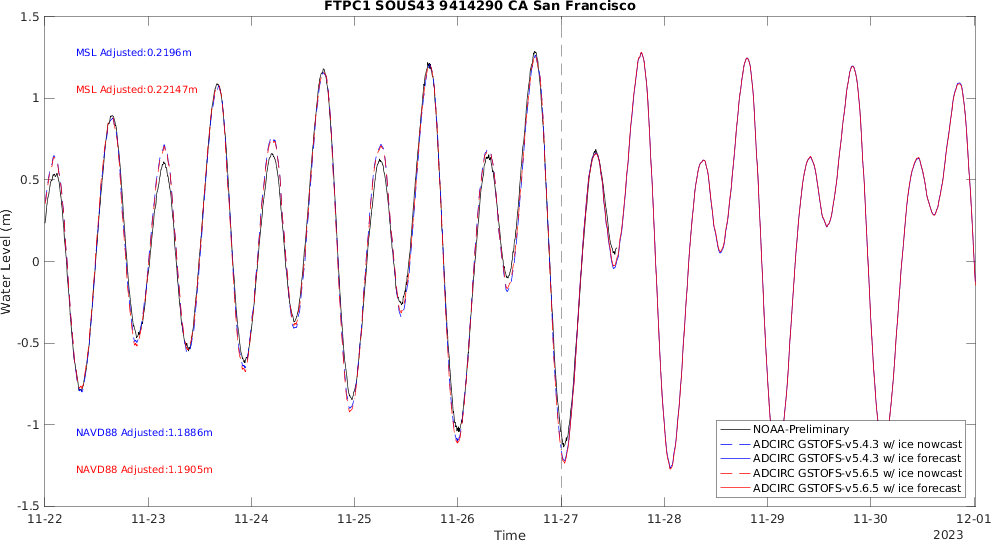 FTPC1 SOUS43 9414290 CA San Francisco
1.5
1
0.5
0
-0.5
-1
-1.5
Water Level (m)
MSL Adjusted:0.2196m
MSL Adjusted:0.22147m
NAVD88 Adjusted:1.1886m
NAVD88 Adjusted:1.1905m
NOAA-Preliminary
ADCIRC GSTOFS-v5.4.3 w/ ice nowcast
ADCIRC GSTOFS-v5.4.3 w/ ice forecast
ADCIRC GSTOFS-v5.6.5 w/ ice nowcast
ADCIRC GSTOFS-v5.6.5 w/ ice forecast
11-22 11-23 11-24 11-25 11-26 11-27 11-28 11-29 11-30 12-01
Time
2023